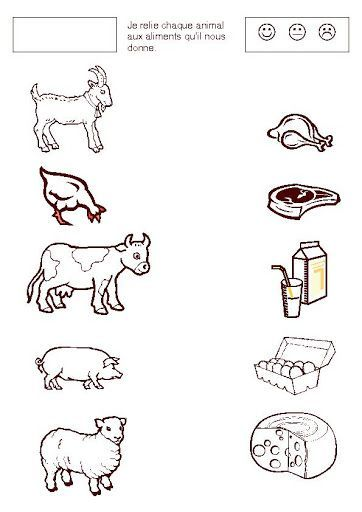 Je relie chaque animal
aux aliments qu'il nous
donne.